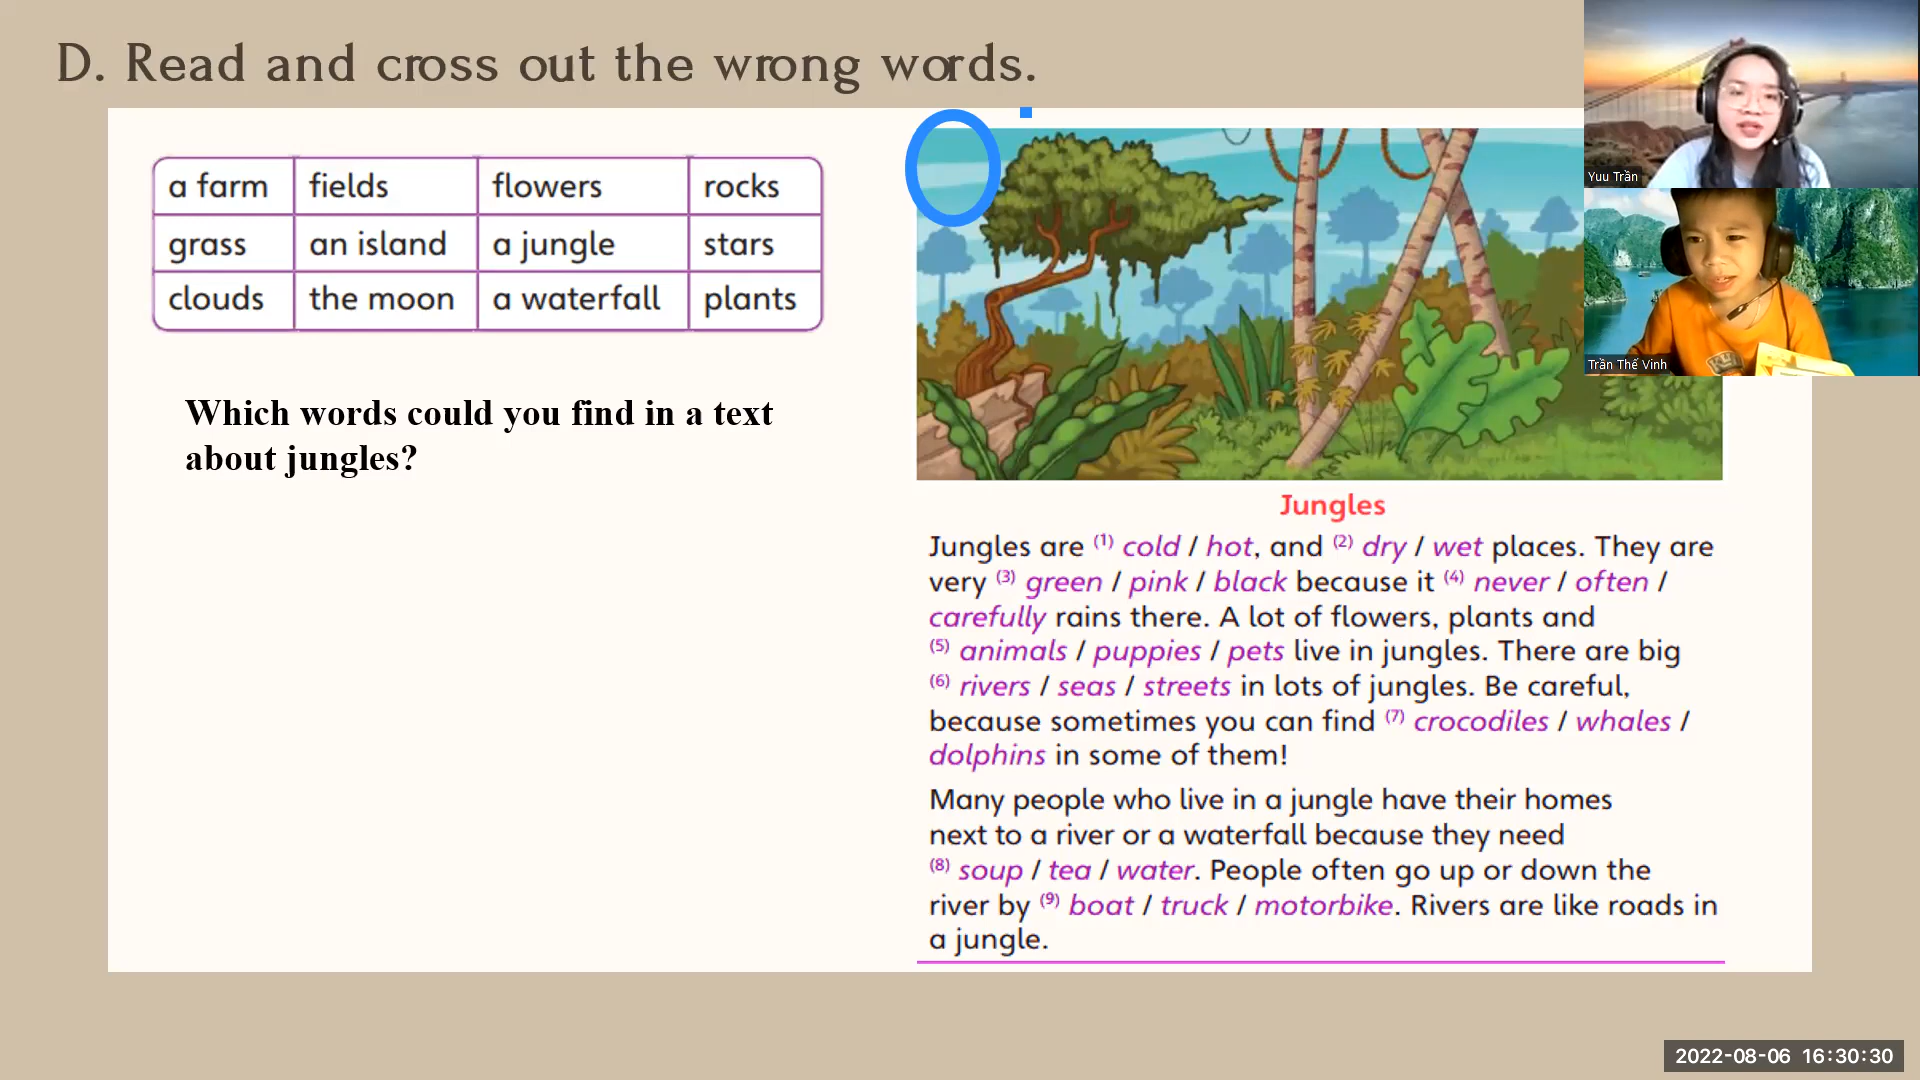 D. Read and cross out the wrong words.
a farm fields flowers rocks
grass an island a jungle stars
clouds the moon a waterfall plants
Which words could you find in a text
about jungles?
Yuu Trần
Trần Thế Vinh
Jungles
Jungles are (1) cold / hot, and (2) dry / wet places. They are
very (3) green / pink / black because it (4) never / often /
carefully rains there. A lot of flowers, plants and
(5) animals / puppies / pets live in jungles. There are big
(6) rivers / seas / streets in lots of jungles. Be careful,
because sometimes you can find (7) crocodiles / whales /
dolphins in some of them!
Many people who live in a jungle have their homes
next to a river or a waterfall because they need
(8) soup / tea / water. People often go up or down the
river by (9) boat / truck / motorbike. Rivers are like roads in
a jungle.
2022-08-06 16:30:30